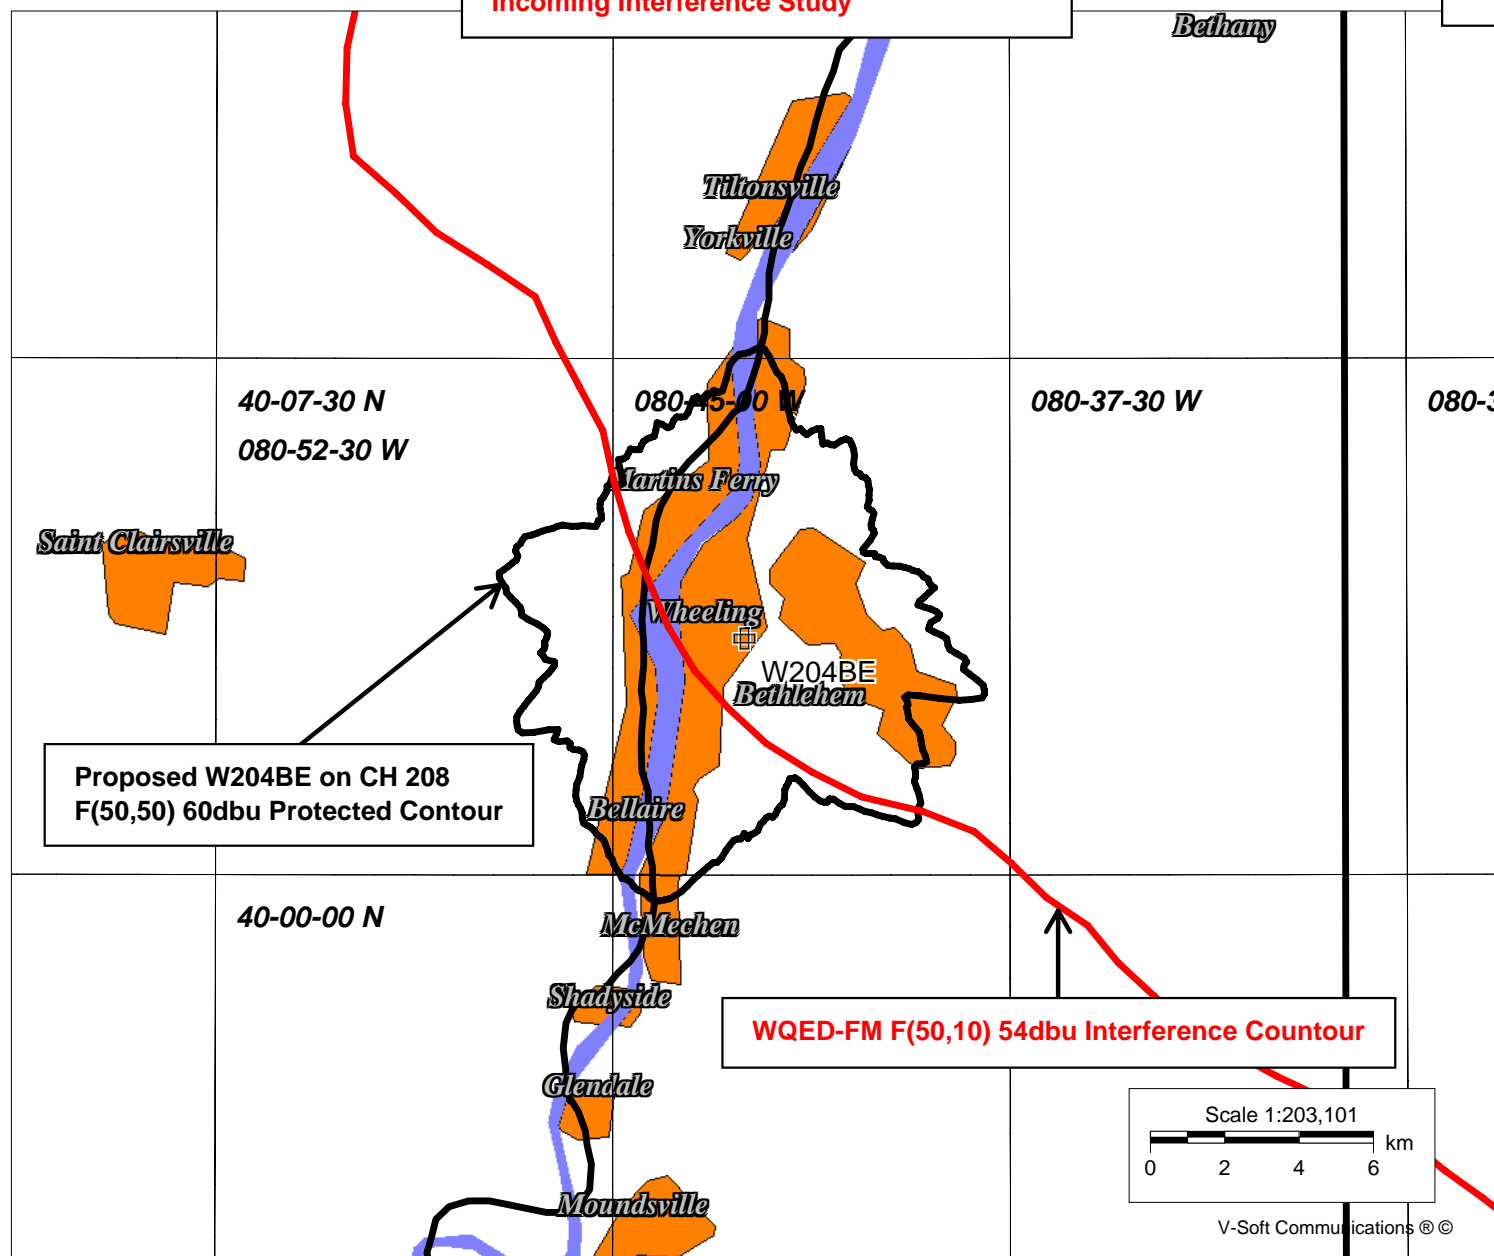 Incoming Interference Study
Bethany
Tiltonsville
Yorkville
40-07-30 N
080-52-30 W
080-45-00 W
080-37-30 W
080-3
Martins Ferry
Saint Clairsville
Wheeling
W204BE
Bethlehem
Proposed W204BE on CH 208
F(50,50) 60dbu Protected Contour
Bellaire
40-00-00 N
McMechen
Shadyside
WQED-FM F(50,10) 54dbu Interference Countour
Glendale
Scale 1:203,101
km
0 2 4 6
Moundsville
V-Soft Communications ® ©